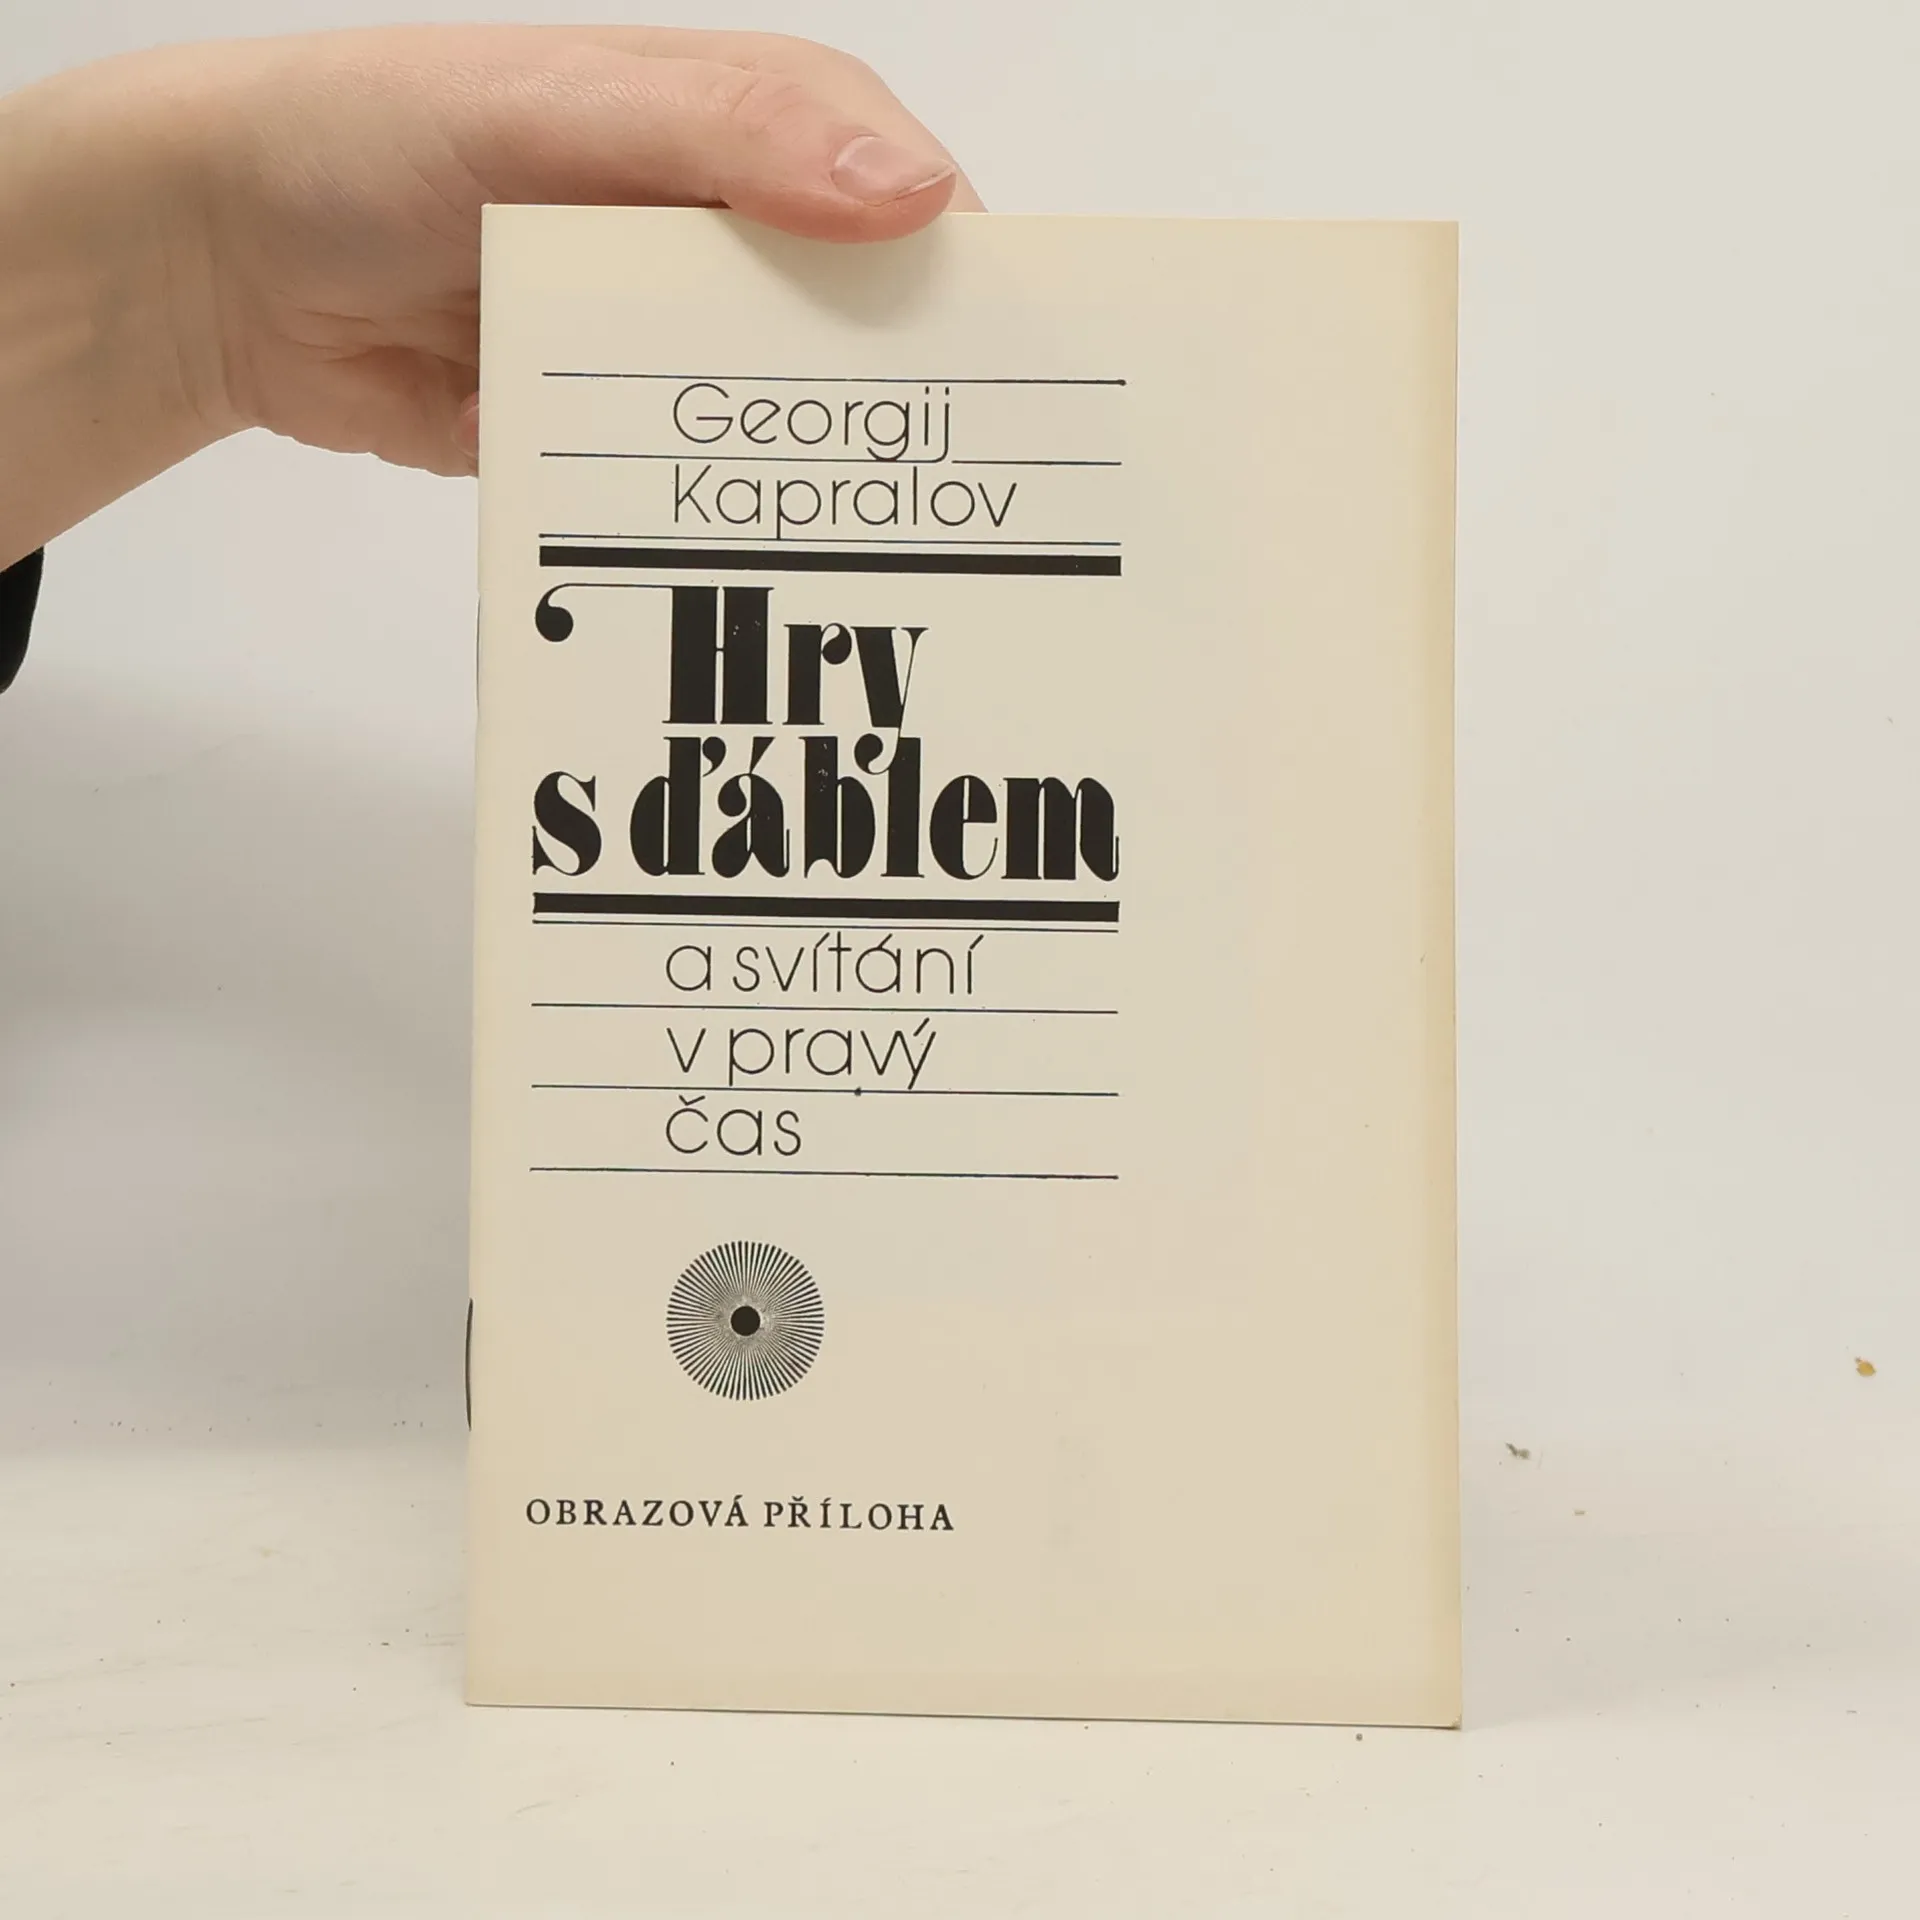 Georgij
Kapralov
Hry
s ďáblem
a svítání
v pravý
čas
OBRAZOVÁ PŘÍLOHA